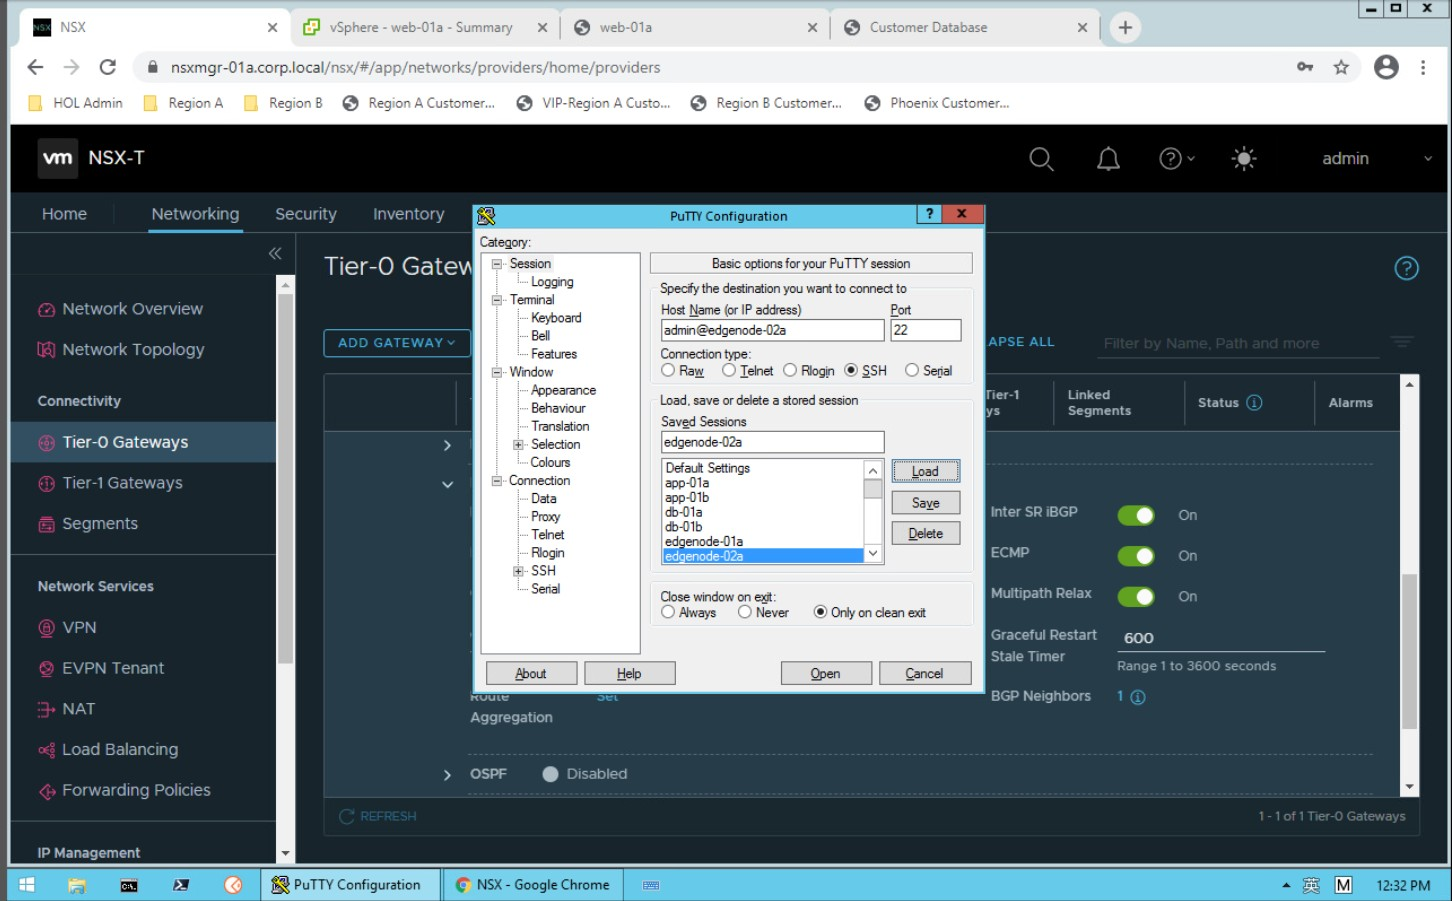 NSX
vSphere - web-01a - Summary
web-01a
Customer Database
nsxmgr-01a.corp.local/nsx/#/app/networks/providers/home/providers
HOL Admin
Region A
Region B
Region A Customer...
VIP-Region A Custo...
Region B Customer...
Phoenix Customer...
vm NSX-T
admin
Home
Networking
Security
Inventory
PuTTY Configuration
Category:
Session
Logging
Terminal
Keyboard
Bell
Features
Window
Appearance
Behaviour
Translation
Selection
Colours
Connection
Data
Proxy
Telnet
Rlogin
SSH
Serial
Basic options for your PuTTY session
Specify the destination you want to connect to
Host Name (or IP address)
Port
admin@edgenode-02a
22
Connection type:
Raw
Telnet
Rlogin
SSH
Serial
Load, save or delete a stored session
Saved Sessions
edgenode-02a
Default Settings
app-01a
app-01b
db-01a
db-01b
edgenode-01a
edgenode-02a
Load
Save
Delete
Close window on exit:
Always
Never
Only on clean exit
About
Help
Open
Cancel
Tier-0 Gatew
ADD GATEWAY
APSE ALL
Filter by Name, Path and more
Tier-1
ys
Linked
Segments
Status
Alarms
Inter SR iBGP
On
ECMP
On
Multipath Relax
On
Graceful Restart
Stale Timer
600
Range 1 to 3600 seconds
BGP Neighbors
1
Route
Aggregation
Set
OSPF
Disabled
REFRESH
1 - 1 of 1 Tier-0 Gateways
Network Overview
Network Topology
Connectivity
Tier-0 Gateways
Tier-1 Gateways
Segments
Network Services
VPN
EVPN Tenant
NAT
Load Balancing
Forwarding Policies
IP Management
PuTTY Configuration
NSX - Google Chrome
英
M
12:32 PM